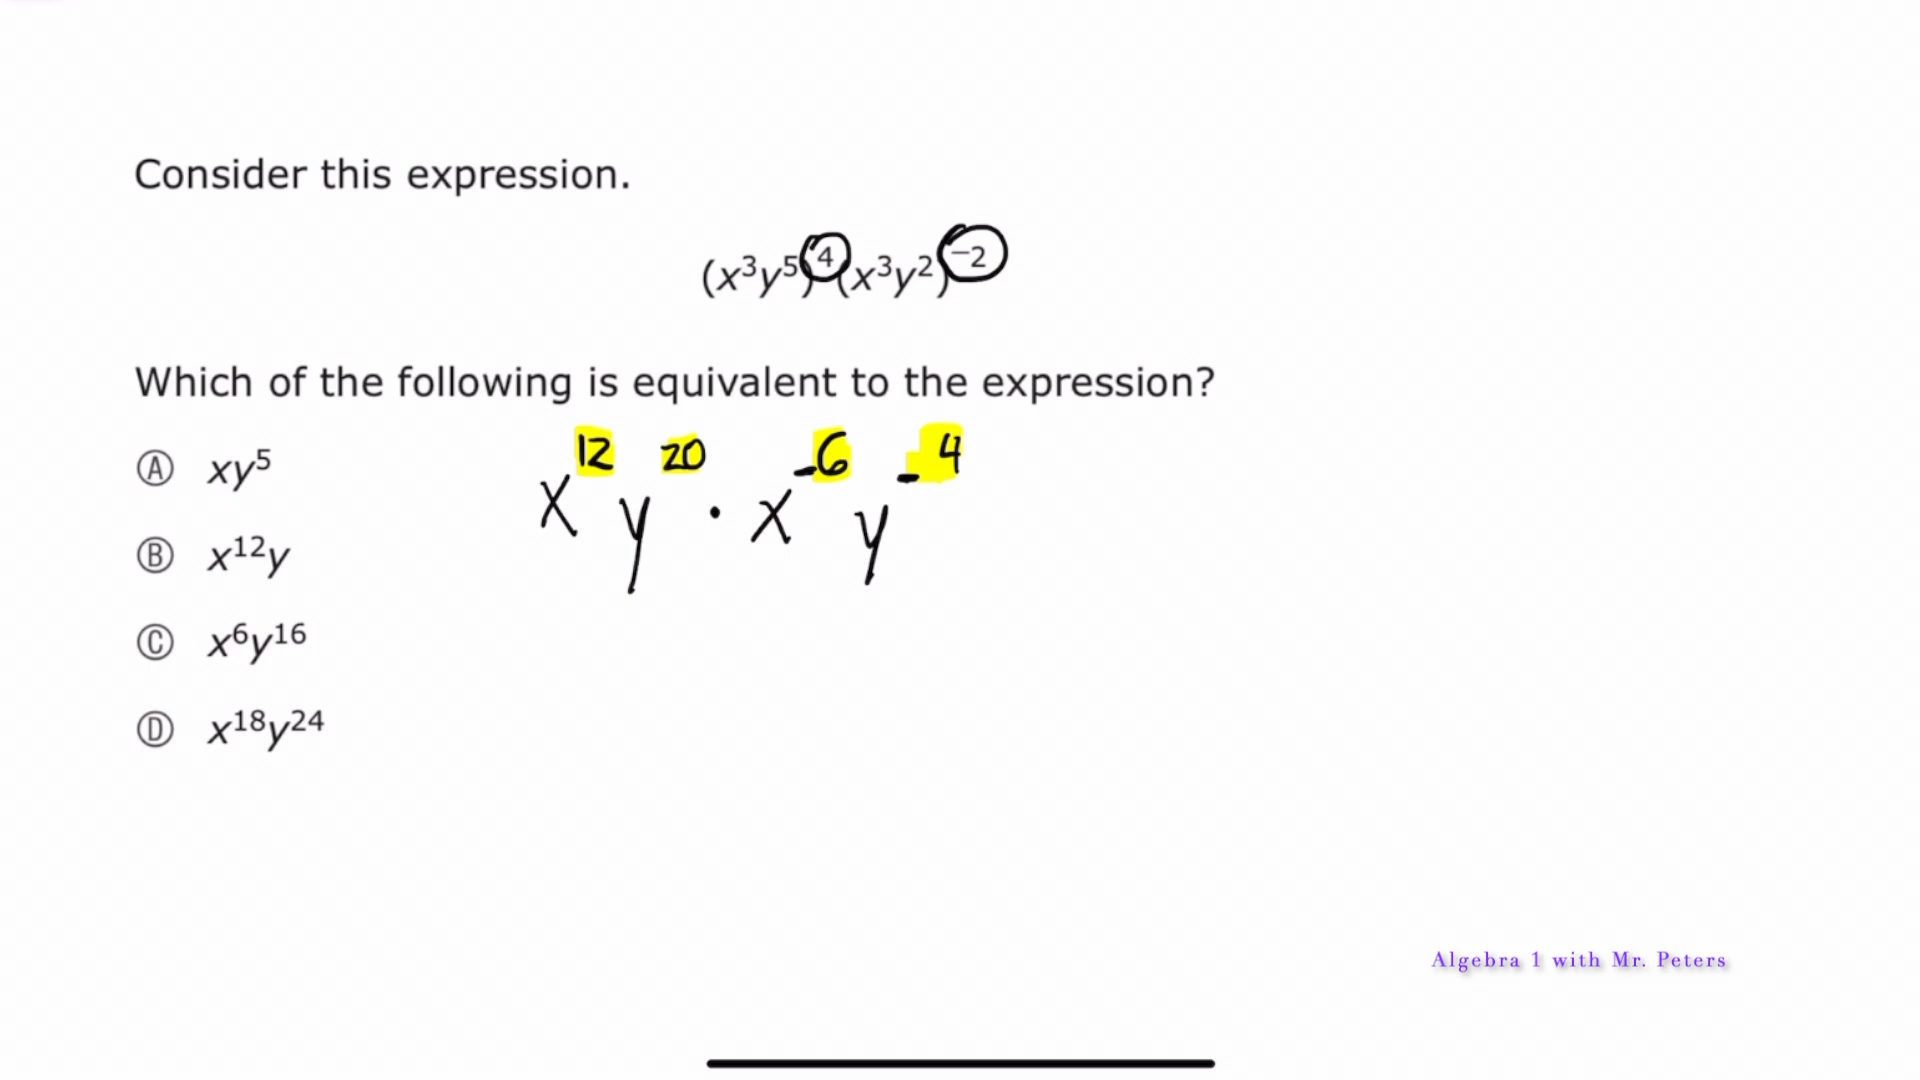 Consider this expression.
(x³y⁵)⁴(x³y²)⁻²
Which of the following is equivalent to the expression?
Ⓐ xy⁵
Ⓑ x¹²y
Ⓒ x⁶y¹⁶
Ⓓ x¹⁸y²⁴
x¹²y²⁰ · x⁻⁶y⁻⁴
Algebra 1 with Mr. Peters